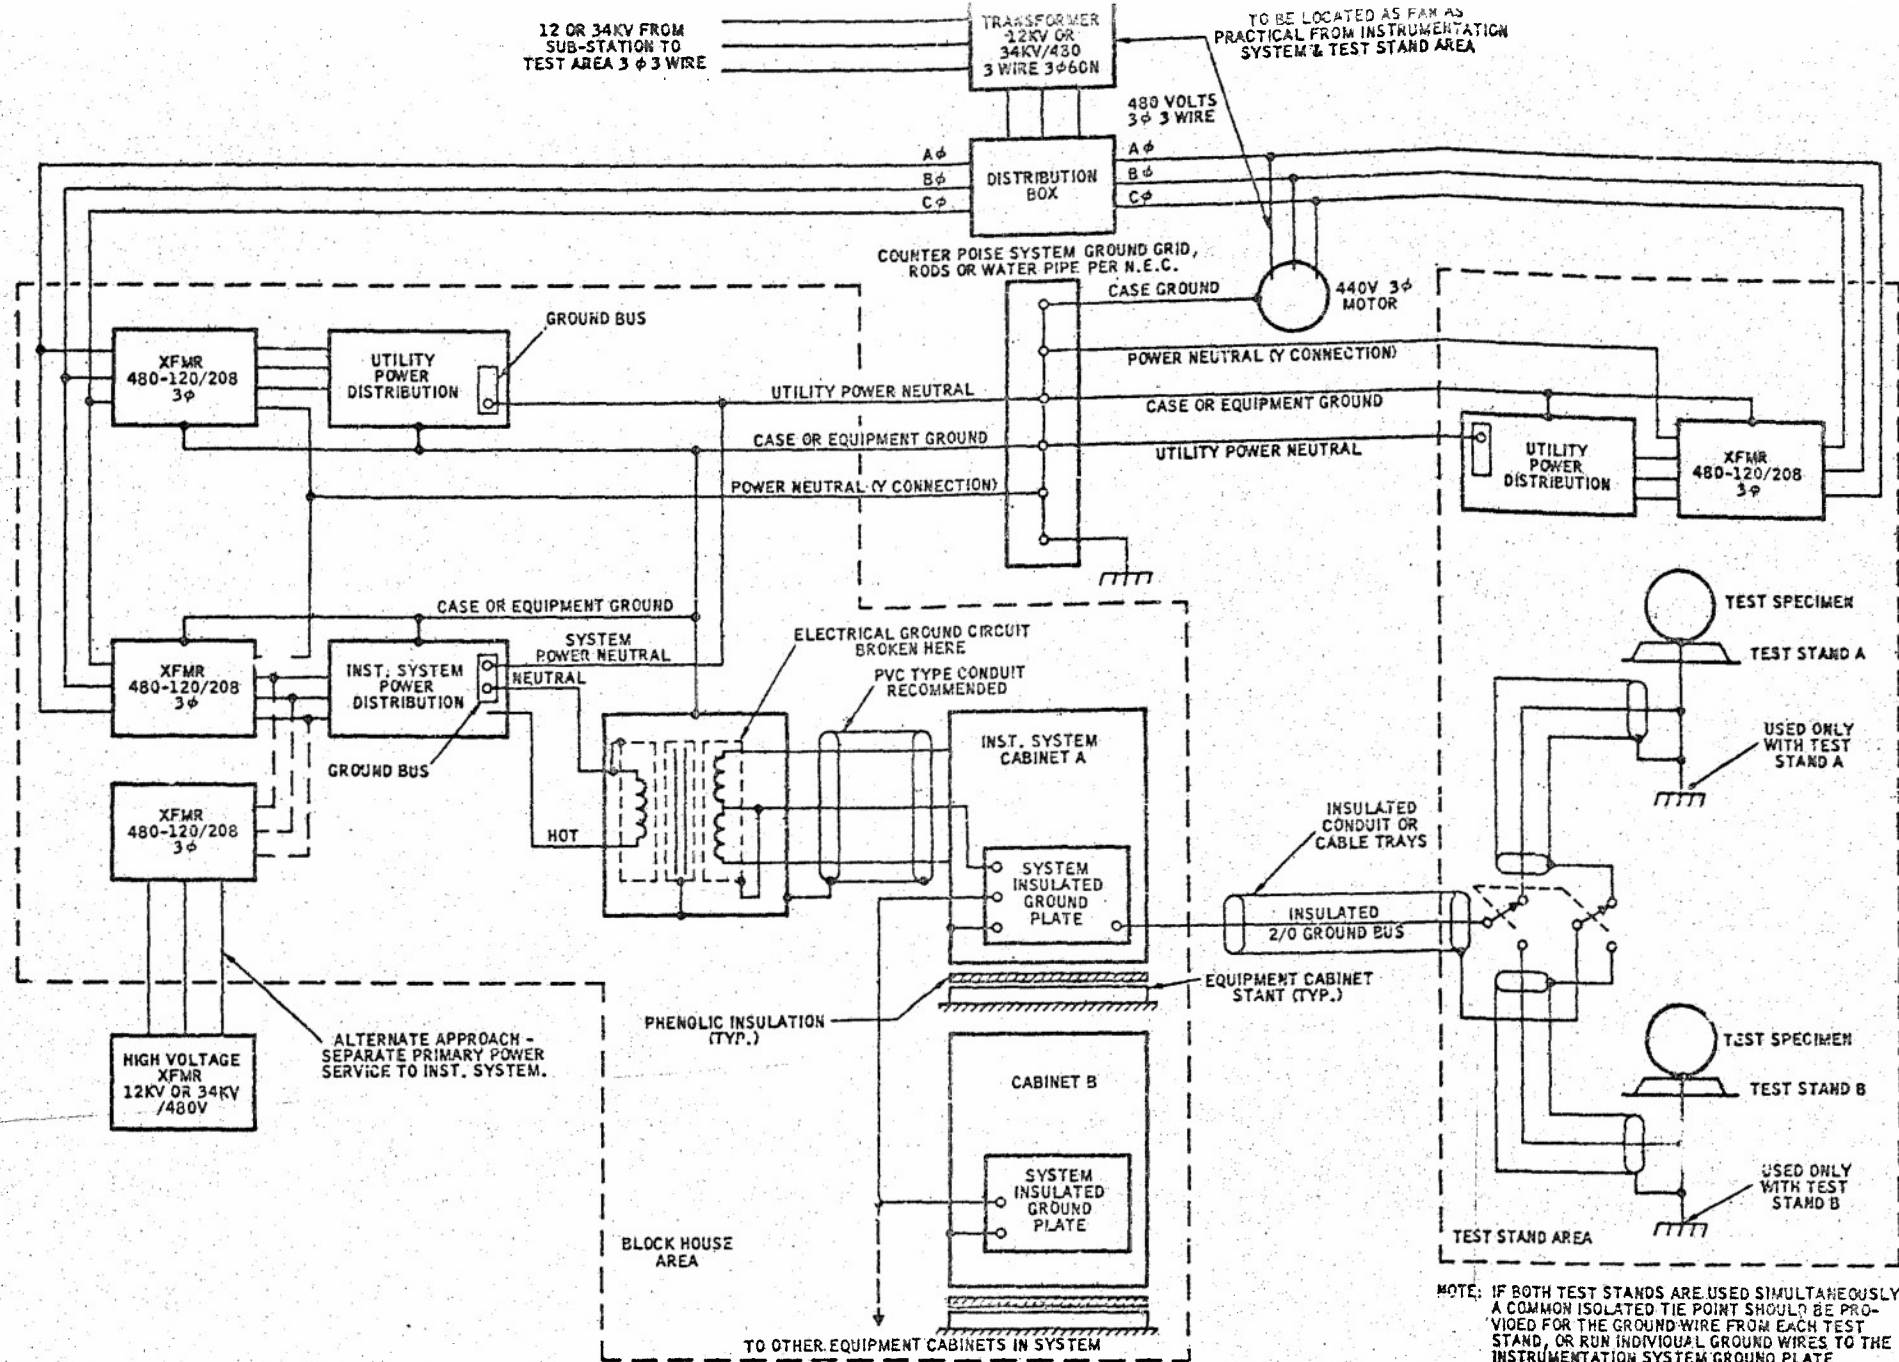 12 OR 34KV FROM
SUB-STATION TO
TEST AREA 3 φ 3 WIRE
TRANSFORMER
12KV OR
34KV/480
3 WIRE 3φ60N
TO BE LOCATED AS FAR AS
PRACTICAL FROM INSTRUMENTATION
SYSTEM & TEST STAND AREA
480 VOLTS
3φ 3 WIRE
Aφ
Bφ
Cφ
DISTRIBUTION
BOX
Aφ
Bφ
Cφ
COUNTER POISE SYSTEM GROUND GRID,
RODS OR WATER PIPE PER N.E.C.
CASE GROUND
440V 3φ
MOTOR
GROUND BUS
XFMR
480-120/208
3φ
UTILITY
POWER
DISTRIBUTION
POWER NEUTRAL (Y CONNECTION)
UTILITY POWER NEUTRAL
CASE OR EQUIPMENT GROUND
CASE OR EQUIPMENT GROUND
UTILITY POWER NEUTRAL
POWER NEUTRAL (Y CONNECTION)
UTILITY
POWER
DISTRIBUTION
XFMR
480-120/208
3φ
CASE OR EQUIPMENT GROUND
SYSTEM
POWER NEUTRAL
NEUTRAL
ELECTRICAL GROUND CIRCUIT
BROKEN HERE
PVC TYPE CONDUIT
RECOMMENDED
XFMR
480-120/208
3φ
INST. SYSTEM
POWER
DISTRIBUTION
GROUND BUS
HOT
INST. SYSTEM
CABINET A
TEST SPECIMEN
TEST STAND A
USED ONLY
WITH TEST
STAND A
XFMR
480-120/208
3φ
SYSTEM
INSULATED
GROUND
PLATE
INSULATED
CONDUIT OR
CABLE TRAYS
INSULATED
2/0 GROUND BUS
EQUIPMENT CABINET
STANT (TYP.)
PHENOLIC INSULATION
(TYP.)
ALTERNATE APPROACH -
SEPARATE PRIMARY POWER
SERVICE TO INST. SYSTEM.
HIGH VOLTAGE
XFMR
12KV OR 34KV
/480V
CABINET B
SYSTEM
INSULATED
GROUND
PLATE
TEST SPECIMEN
TEST STAND B
USED ONLY
WITH TEST
STAND B
TEST STAND AREA
BLOCK HOUSE
AREA
TO OTHER EQUIPMENT CABINETS IN SYSTEM
NOTE: IF BOTH TEST STANDS ARE USED SIMULTANEOUSLY
A COMMON ISOLATED TIE POINT SHOULD BE PRO-
VIDED FOR THE GROUND WIRE FROM EACH TEST
STAND, OR RUN INDIVIDUAL GROUND WIRES TO THE
INSTRUMENTATION SYSTEM GROUND PLATE